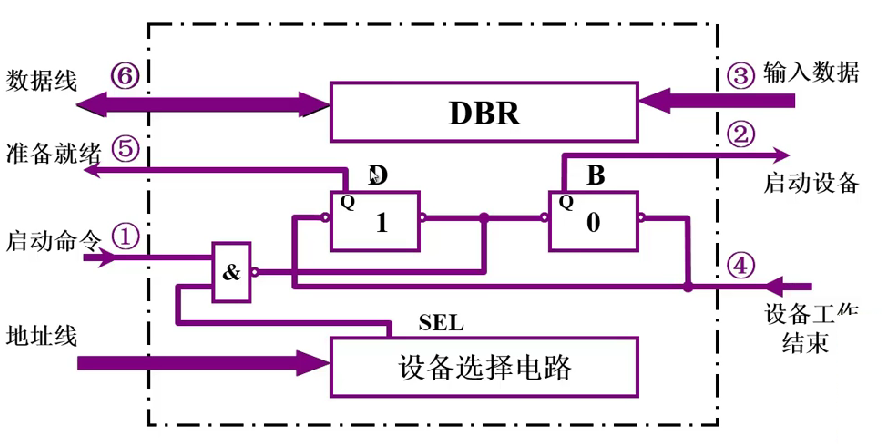 数据线 ⑥ DBR ③ 输入数据
准备就绪 ⑤ D B ② 启动设备
Q 1 Q 0
启动命令 ① & ④
设备工作
结束
SEL
地址线 设备选择电路